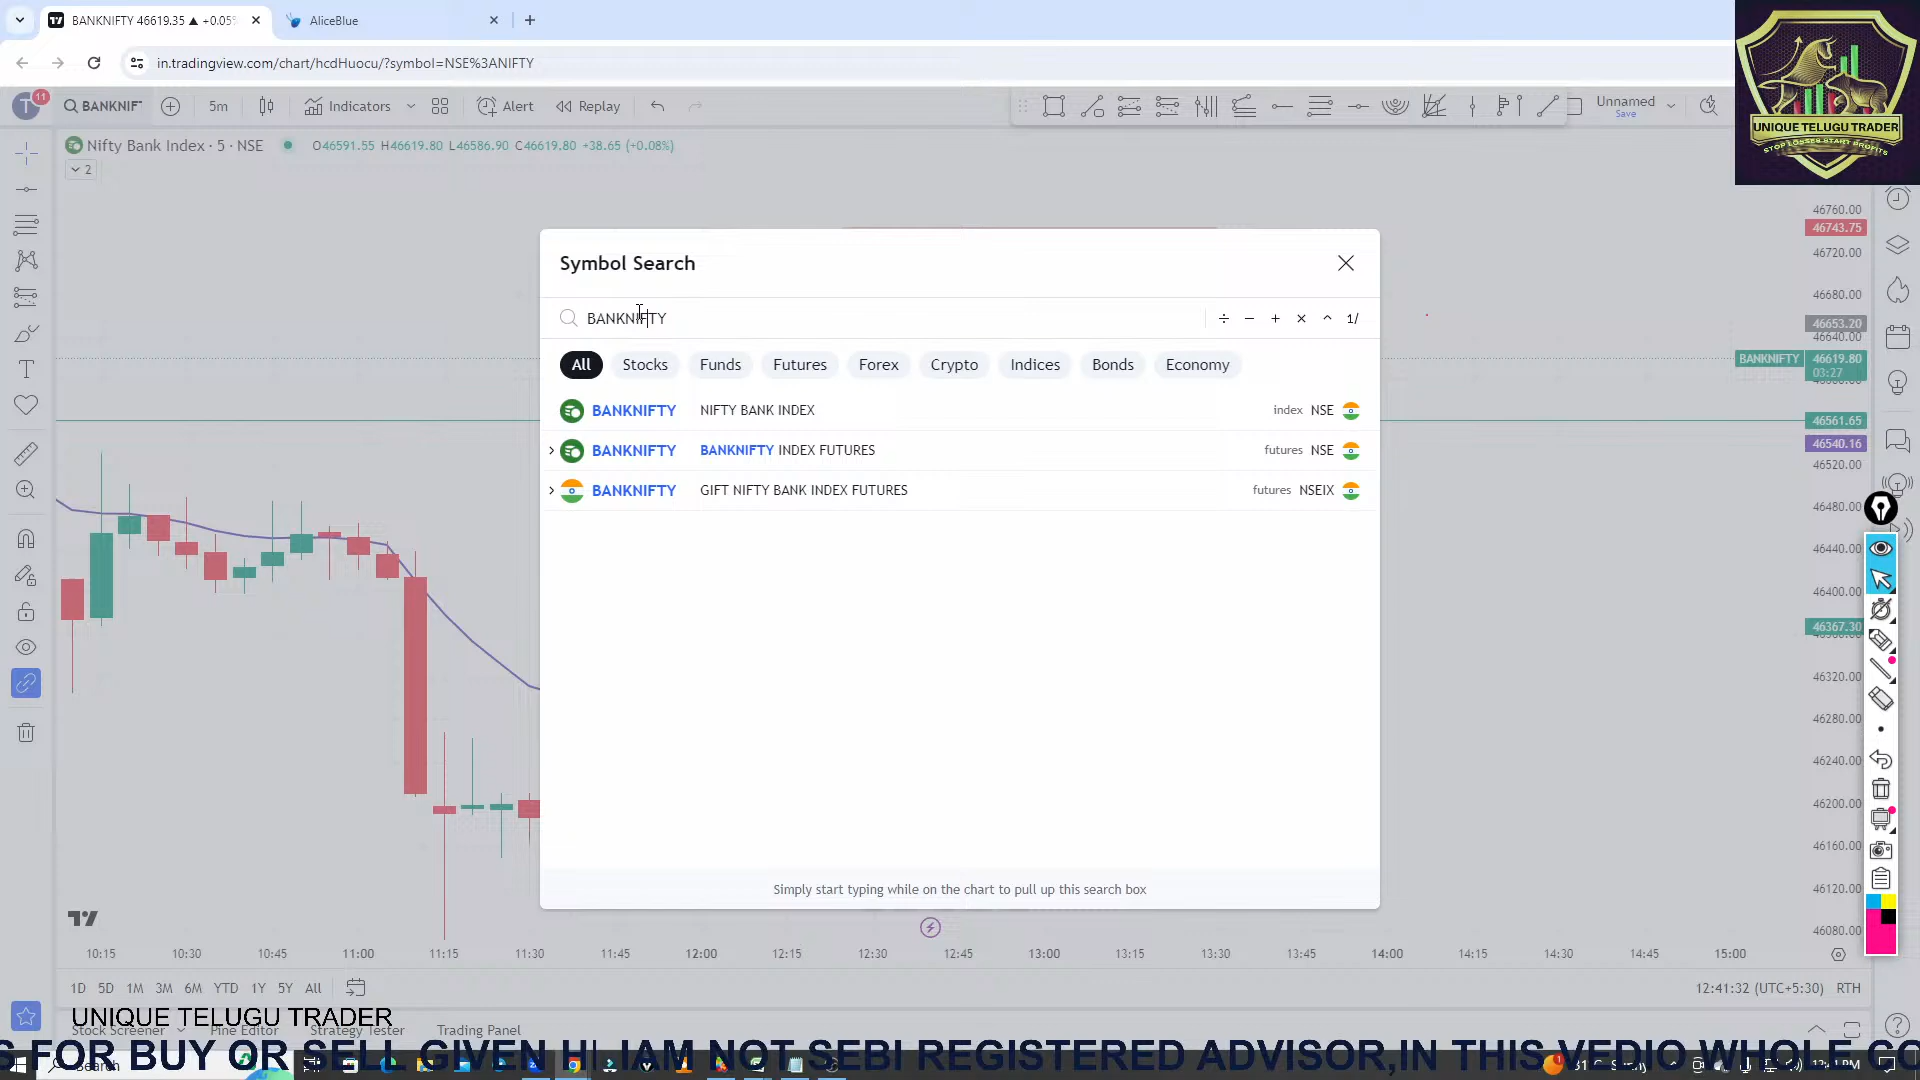 BANKNIFTY 46619.35 ▲ +0.05%
AliceBlue
in.tradingview.com/chart/hcdHuocu/?symbol=NSE%3ANIFTY
T
11
BANKNIF
5m
Indicators
Alert
Replay
Unnamed
Save
UNIQUE TELUGU TRADER
STOP LOSSES START PROFITS
Nifty Bank Index · 5 · NSE
O46591.55 H46619.80 L46586.90 C46619.80 +38.65 (+0.08%)
2
Symbol Search
BANKNIFTY
÷ − + × ^ 1/
All
Stocks
Funds
Futures
Forex
Crypto
Indices
Bonds
Economy
BANKNIFTY NIFTY BANK INDEX index NSE
BANKNIFTY BANKNIFTY INDEX FUTURES futures NSE
BANKNIFTY GIFT NIFTY BANK INDEX FUTURES futures NSEIX
Simply start typing while on the chart to pull up this search box
46760.00
46743.75
46720.00
46680.00
46653.20
46640.00
BANKNIFTY 46619.80
03:27
46561.65
46540.16
46520.00
46480.00
46440.00
46400.00
46367.30
46320.00
46280.00
46240.00
46200.00
46160.00
46120.00
46080.00
10:15 10:30 10:45 11:00 11:15 11:30 11:45 12:00 12:15 12:30 12:45 13:00 13:15 13:30 13:45 14:00 14:15 14:30 14:45 15:00
1D 5D 1M 3M 6M YTD 1Y 5Y All
12:41:32 (UTC+5:30) RTH
UNIQUE TELUGU TRADER
Stock Screener
Pine Editor
Strategy Tester
Trading Panel
S FOR BUY OR SELL GIVEN HI IAM NOT SEBI REGISTERED ADVISOR,IN THIS VEDIO WHOLE CO
Search